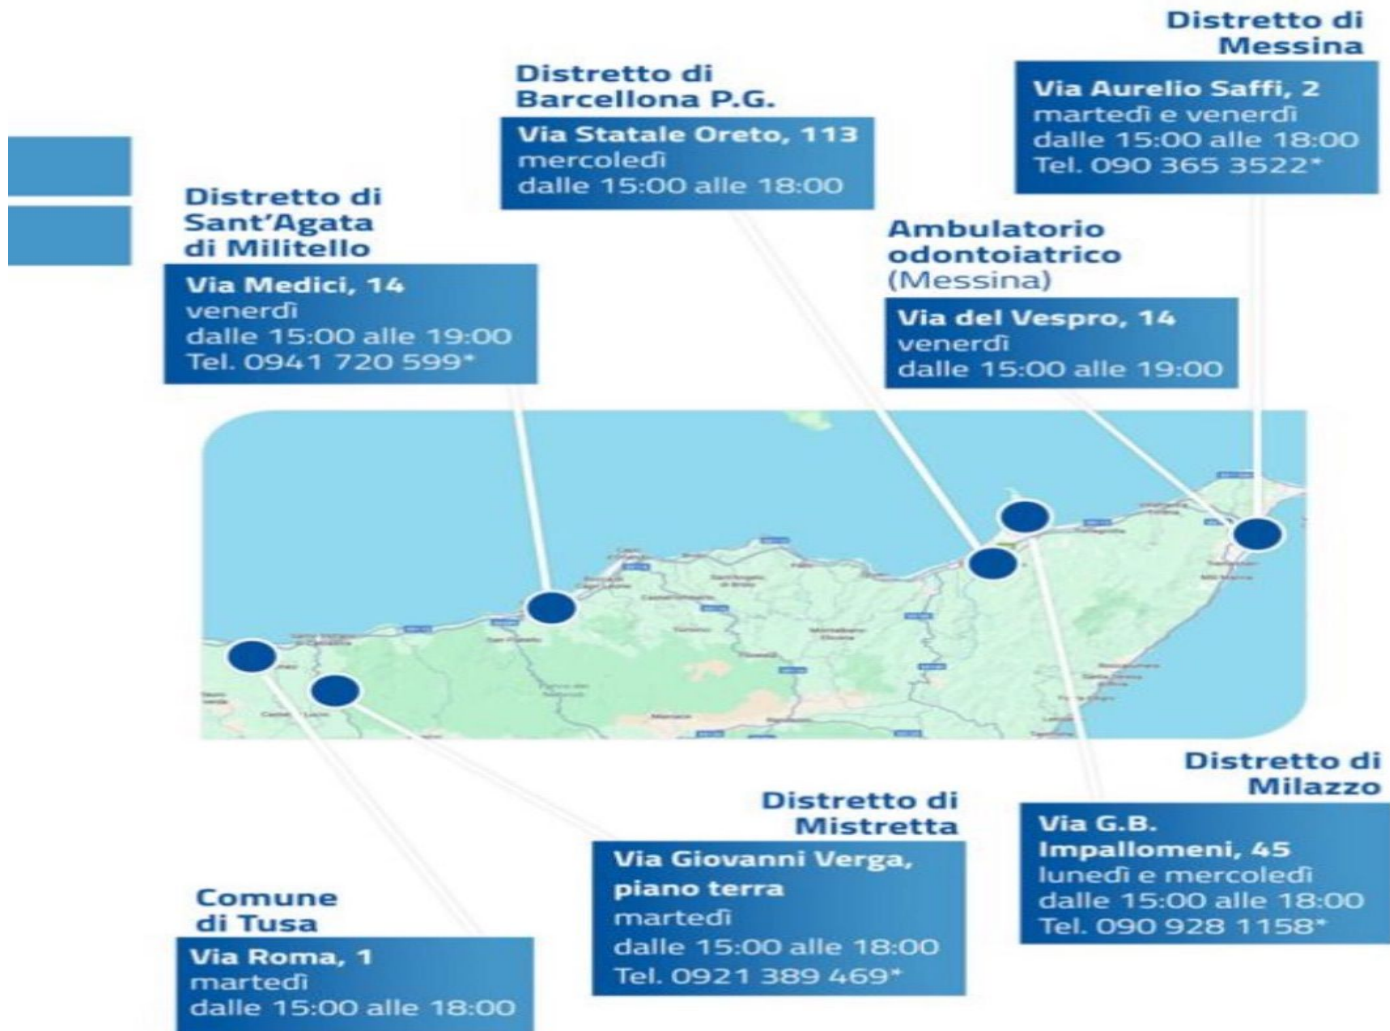 Distretto di
Messina
Via Aurelio Saffi, 2
martedì e venerdì
dalle 15:00 alle 18:00
Tel. 090 365 3522*
Distretto di
Barcellona P.G.
Via Statale Oreto, 113
mercoledì
dalle 15:00 alle 18:00
Distretto di
Sant'Agata
di Militello
Via Medici, 14
venerdì
dalle 15:00 alle 19:00
Tel. 0941 720 599*
Ambulatorio
odontoiatrico
(Messina)
Via del Vespro, 14
venerdì
dalle 15:00 alle 19:00
Distretto di
Milazzo
Via G.B.
Impallomeni, 45
lunedì e mercoledì
dalle 15:00 alle 18:00
Tel. 090 928 1158*
Distretto di
Mistretta
Via Giovanni Verga,
piano terra
martedì
dalle 15:00 alle 18:00
Tel. 0921 389 469*
Comune
di Tusa
Via Roma, 1
martedì
dalle 15:00 alle 18:00